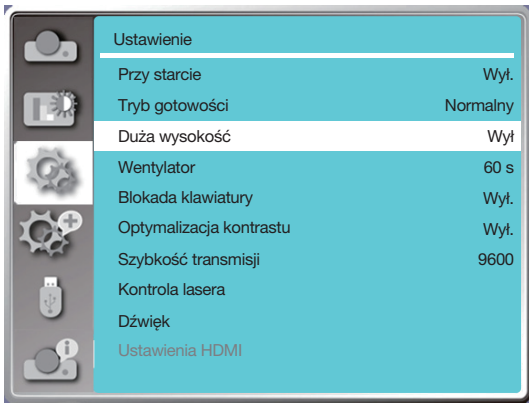 Ustawienie
Przy starcie Wył.
Tryb gotowości Normalny
Duża wysokość Wył
Wentylator 60 s
Blokada klawiatury Wył.
Optymalizacja kontrastu Wył.
Szybkość transmisji 9600
Kontrola lasera
Dźwięk
Ustawienia HDMI